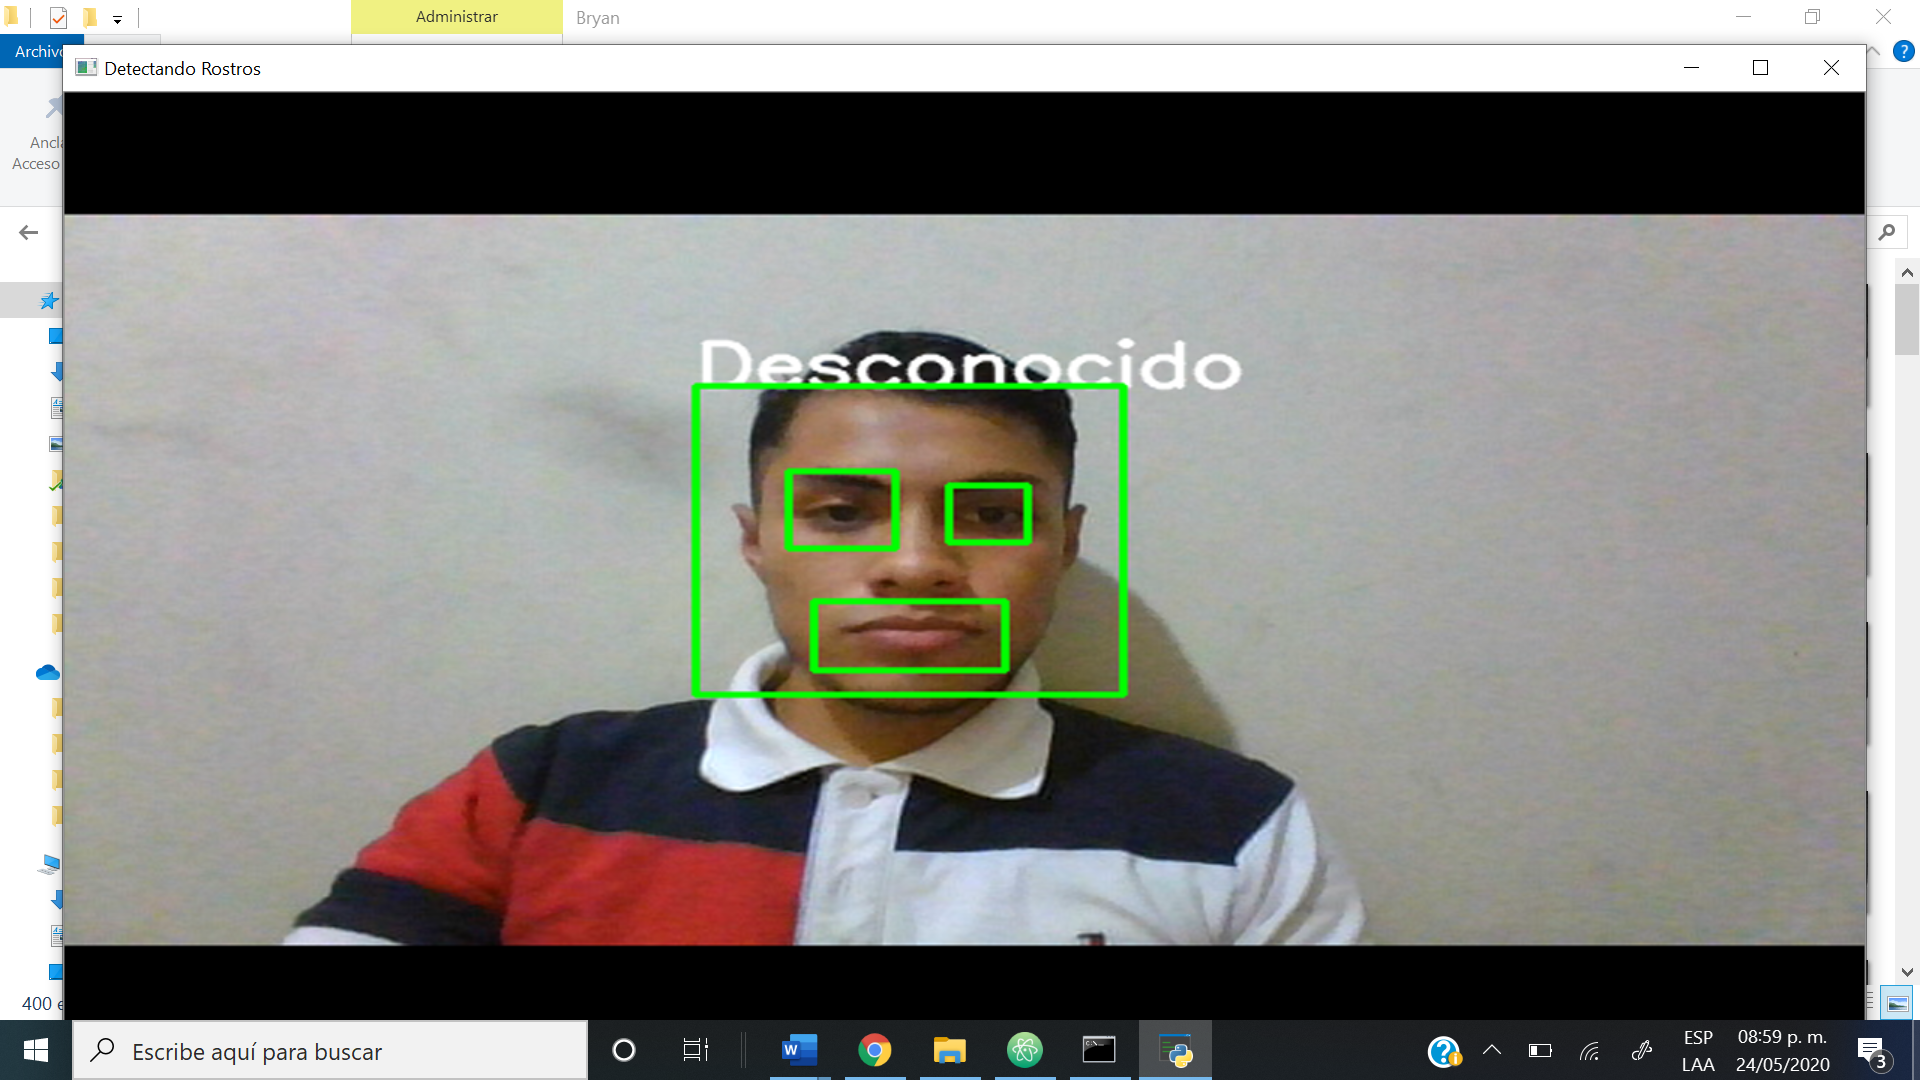 Administrar
Bryan
Archivo
Detectando Rostros
Ancla
Acceso
Desconocido
400 e
Escribe aquí para buscar
ESP
LAA
08:59 p. m.
24/05/2020
3